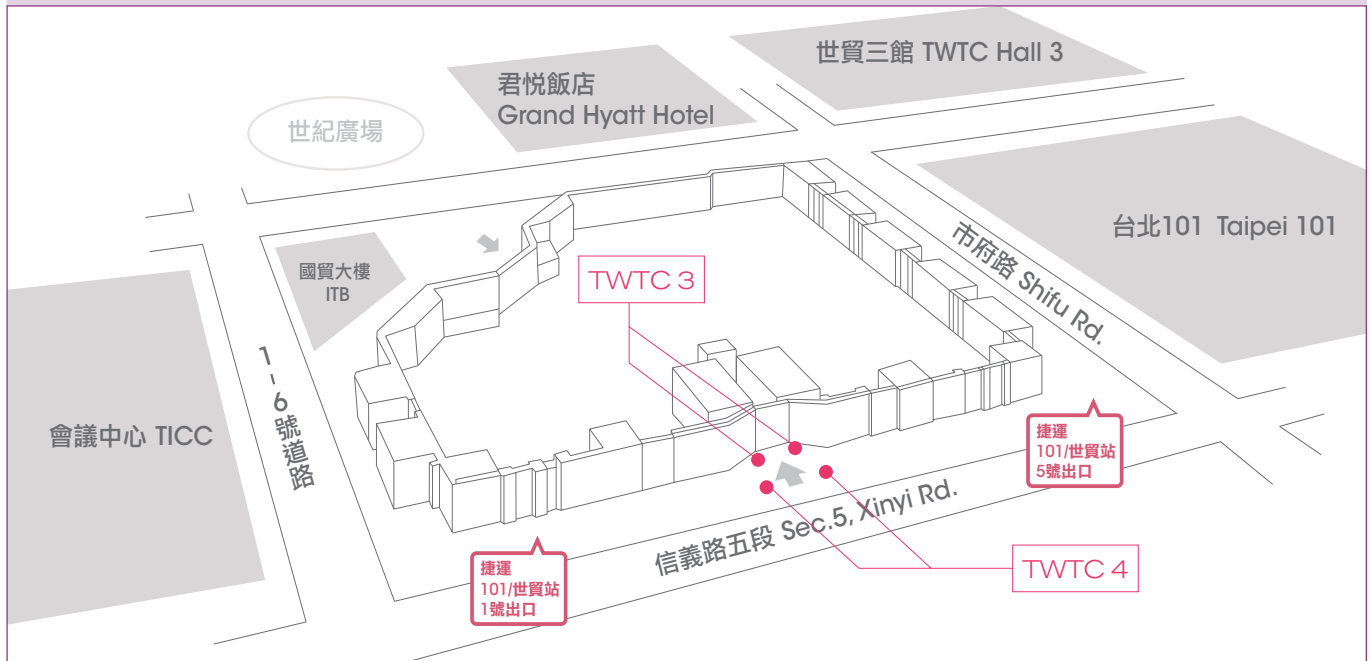 世貿三館 TWTC Hall 3
君悦飯店
Grand Hyatt Hotel
世紀廣場
台北101 Taipei 101
市府路 Shifu Rd.
國貿大樓
ITB
TWTC 3
1-6號道路
會議中心 TICC
捷運
101/世貿站
5號出口
信義路五段 Sec.5, Xinyi Rd.
捷運
101/世貿站
1號出口
TWTC 4